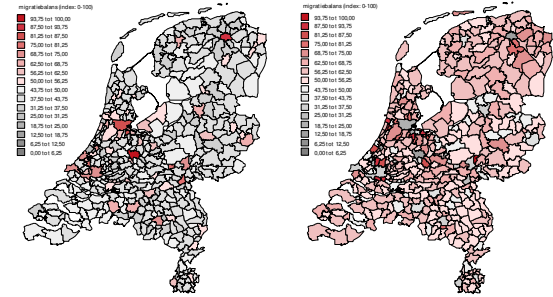 migratiebalans (index: 0-100)
93,75 tot 100,00
87,50 tot 93,75
81,25 tot 87,50
75,00 tot 81,25
68,75 tot 75,00
62,50 tot 68,75
56,25 tot 62,50
50,00 tot 56,25
43,75 tot 50,00
37,50 tot 43,75
31,25 tot 37,50
25,00 tot 31,25
18,75 tot 25,00
12,50 tot 18,75
6,25 tot 12,50
0,00 tot 6,25
migratiebalans (index: 0-100)
93,75 tot 100,00
87,50 tot 93,75
81,25 tot 87,50
75,00 tot 81,25
68,75 tot 75,00
62,50 tot 68,75
56,25 tot 62,50
50,00 tot 56,25
43,75 tot 50,00
37,50 tot 43,75
31,25 tot 37,50
25,00 tot 31,25
18,75 tot 25,00
12,50 tot 18,75
6,25 tot 12,50
0,00 tot 6,25